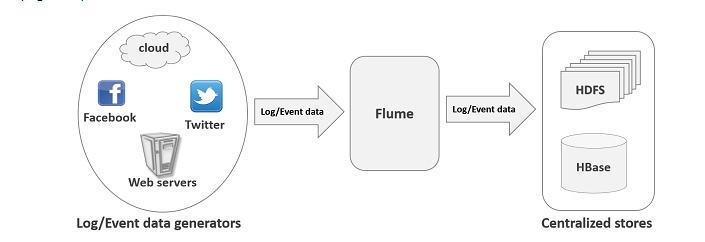 cloud
Facebook
Twitter
Web servers
Log/Event data generators
Log/Event data
Flume
Log/Event data
HDFS
HBase
Centralized stores